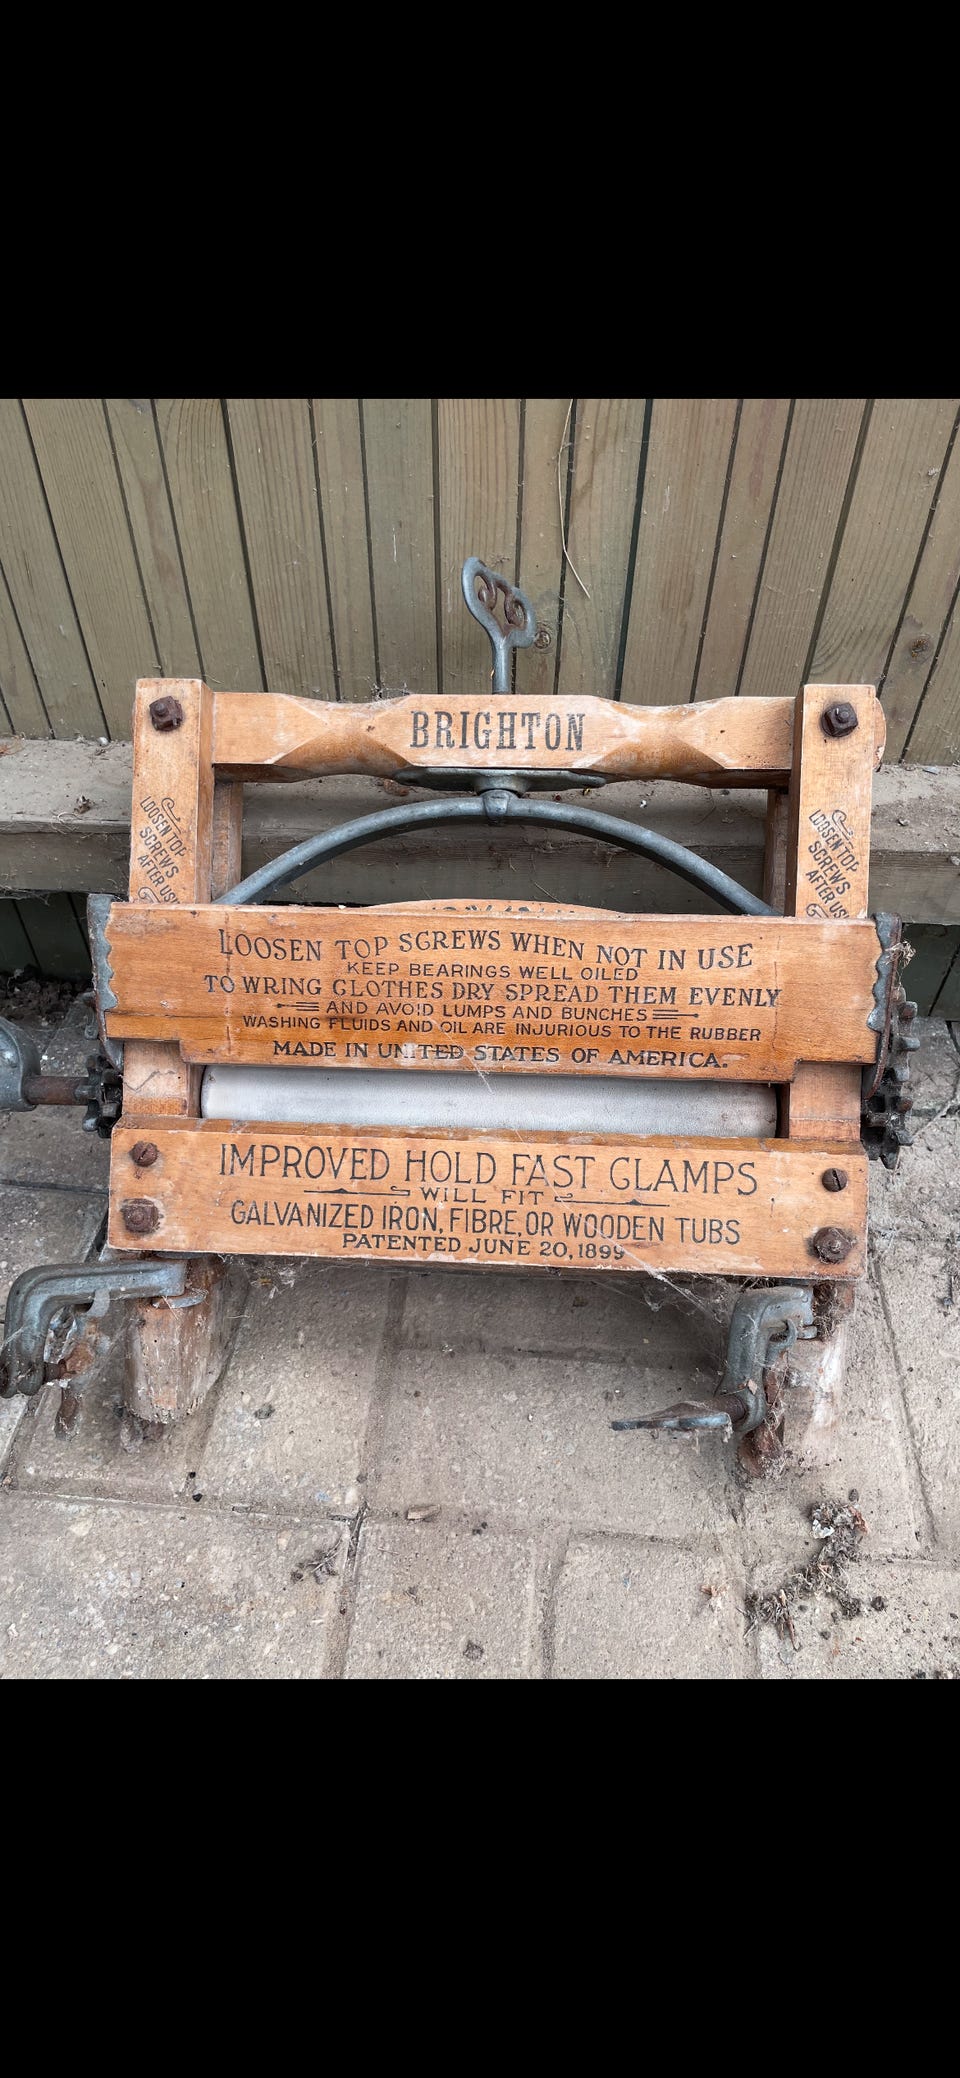 BRIGHTON
LOOSEN TOP
SCREWS
AFTER USE
LOOSEN TOP
SCREWS
AFTER USE
LOOSEN TOP SCREWS WHEN NOT IN USE
KEEP BEARINGS WELL OILED
TO WRING CLOTHES DRY SPREAD THEM EVENLY
AND AVOID LUMPS AND BUNCHES
WASHING FLUIDS AND OIL ARE INJURIOUS TO THE RUBBER
MADE IN UNITED STATES OF AMERICA.
IMPROVED HOLD FAST CLAMPS
WILL FIT
GALVANIZED IRON, FIBRE, OR WOODEN TUBS
PATENTED JUNE 20, 1899